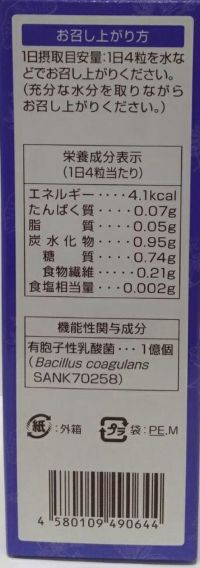 お召し上がり方
1日摂取目安量:1日4粒を水な
どでお召し上がりください。
(充分な水分を取りながら
お召し上がりください。)
栄養成分表示
(1日4粒当たり)
エネルギー‥‥4.1kcal
たんぱく質‥‥0.07g
脂質‥‥0.05g
炭水化物‥‥0.95g
糖質‥‥0.74g
食物繊維‥‥0.21g
食塩相当量‥‥0.002g
機能性関与成分
有胞子性乳酸菌‥‥1億個
(Bacillus coagulans
SANK70258)
紙:外箱 プラ 袋:PE,M
4 580109 490644